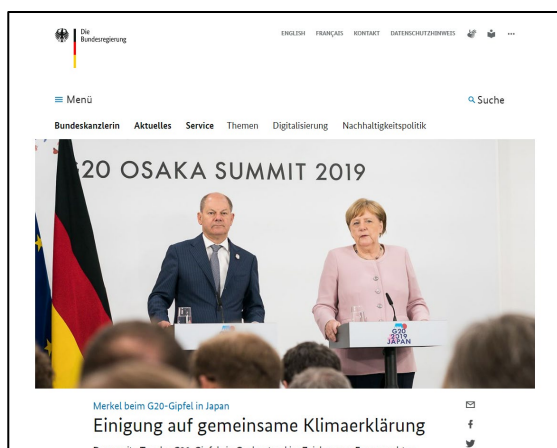 Die
Bundesregierung
ENGLISH FRANÇAIS KONTAKT DATENSCHUTZHINWEIS
Menü
Suche
Bundeskanzlerin Aktuelles Service Themen Digitalisierung Nachhaltigkeitspolitik
G20 OSAKA SUMMIT 2019
G20
2019
JAPAN
Merkel beim G20-Gipfel in Japan
Einigung auf gemeinsame Klimaerklärung